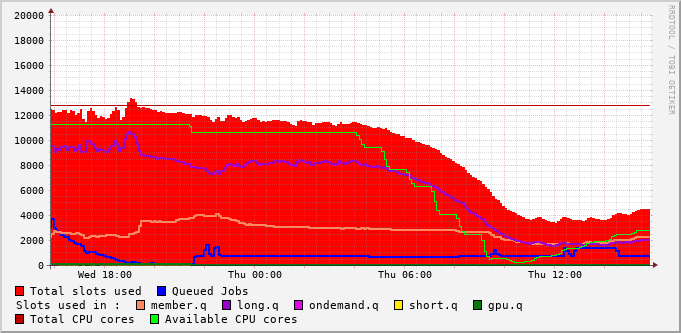 20000
18000
16000
14000
12000
10000
8000
6000
4000
2000
0
Wed 18:00 Thu 00:00 Thu 06:00 Thu 12:00
Total slots used Queued Jobs
Slots used in : member.q long.q ondemand.q short.q gpu.q
Total CPU cores Available CPU cores
RRDTOOL / TOBI OETIKER